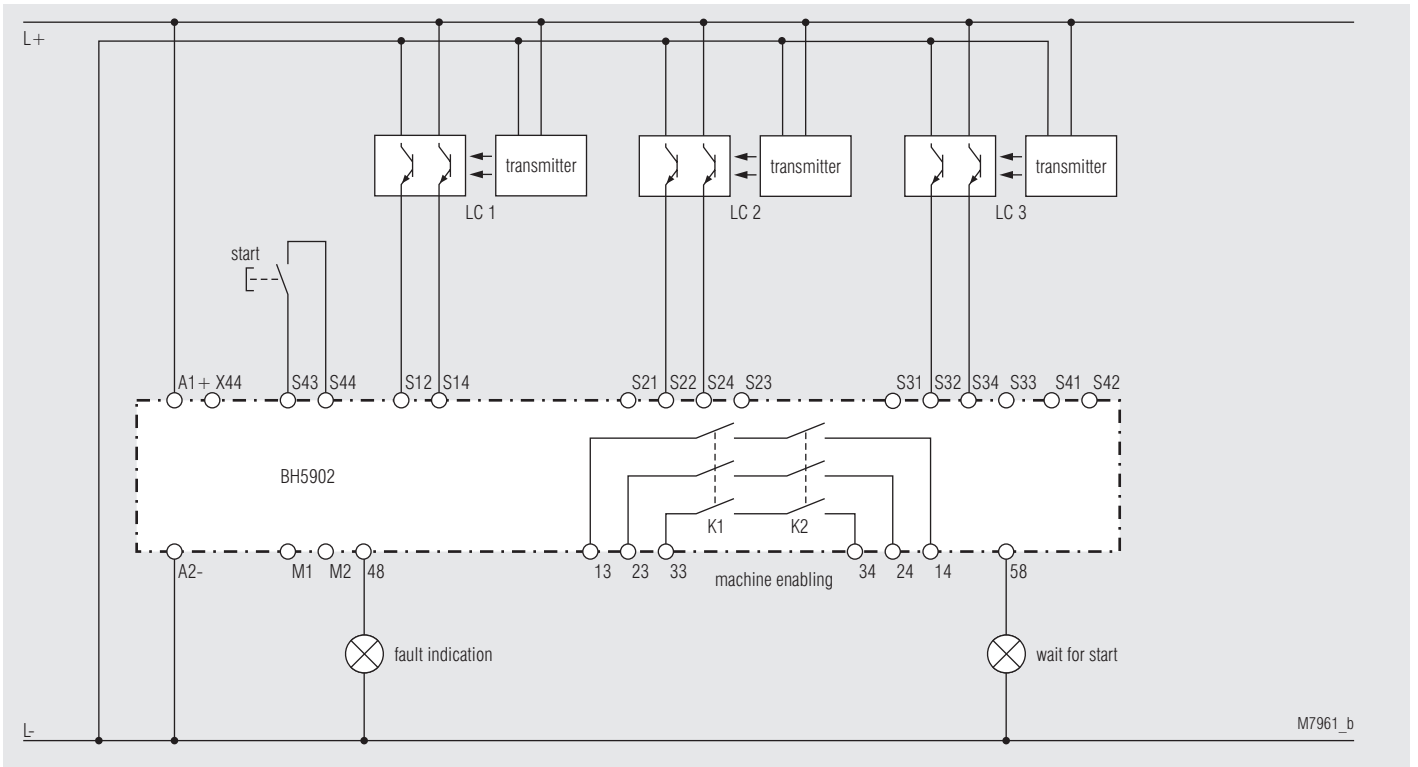 L+
transmitter
transmitter
transmitter
LC 1
LC 2
LC 3
start
A1+ X44 S43 S44 S12 S14 S21 S22 S24 S23 S31 S32 S34 S33 S41 S42
BH5902
K1 K2
A2- M1 M2 48 13 23 33 machine enabling 34 24 14 58
fault indication
wait for start
M7961_b
L-